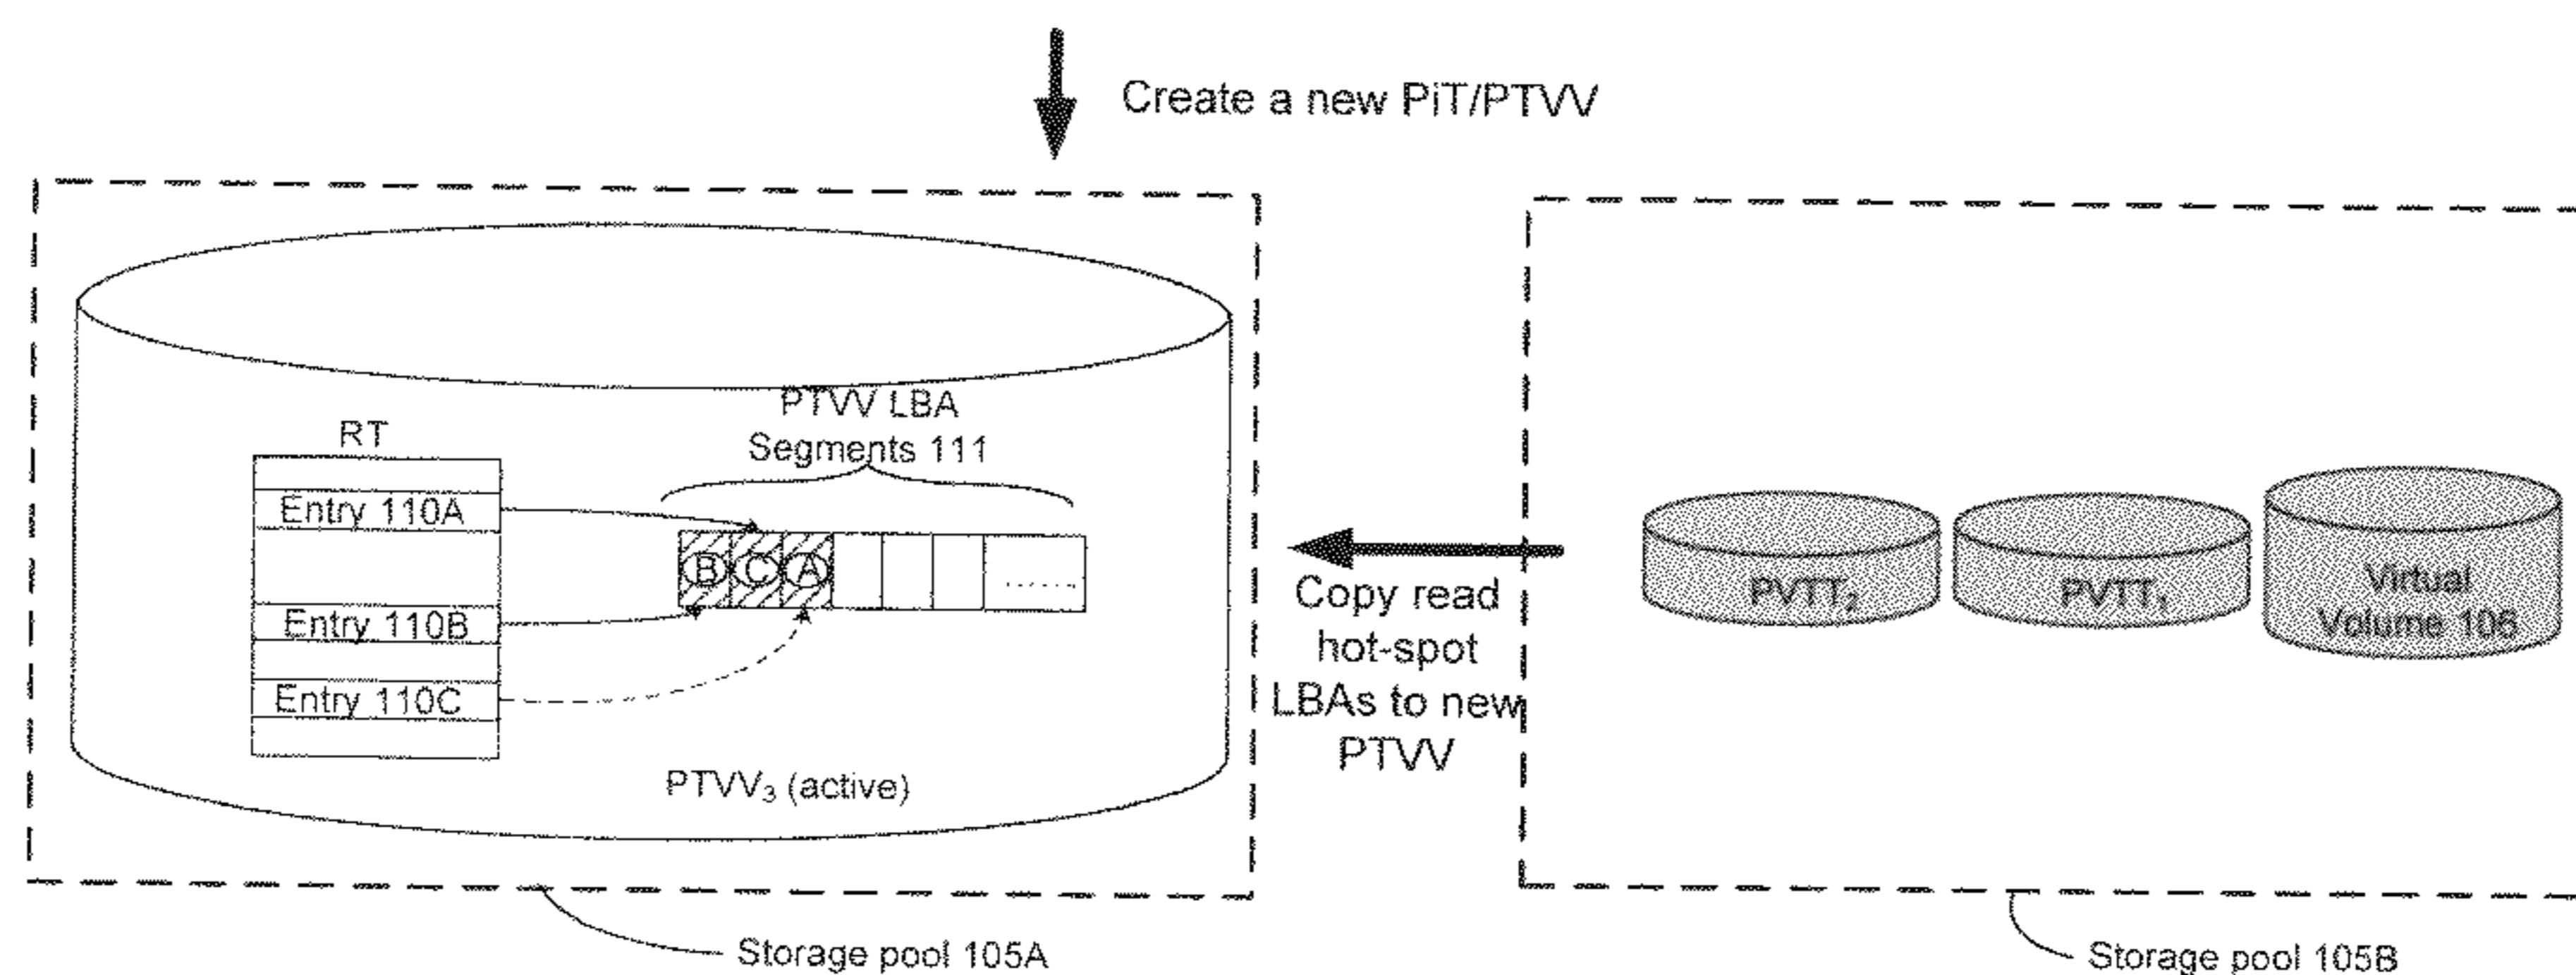 Create a new PiT/PTVV
PTVV LBA
Segments 111
RT
Entry 110A
Entry 110B
Entry 110C
B C A
PTVV₃ (active)
Storage pool 105A
Copy read
hot-spot
LBAs to new
PTVV
PVTT₂
PVTT₁
Virtual
Volume 106
Storage pool 105B